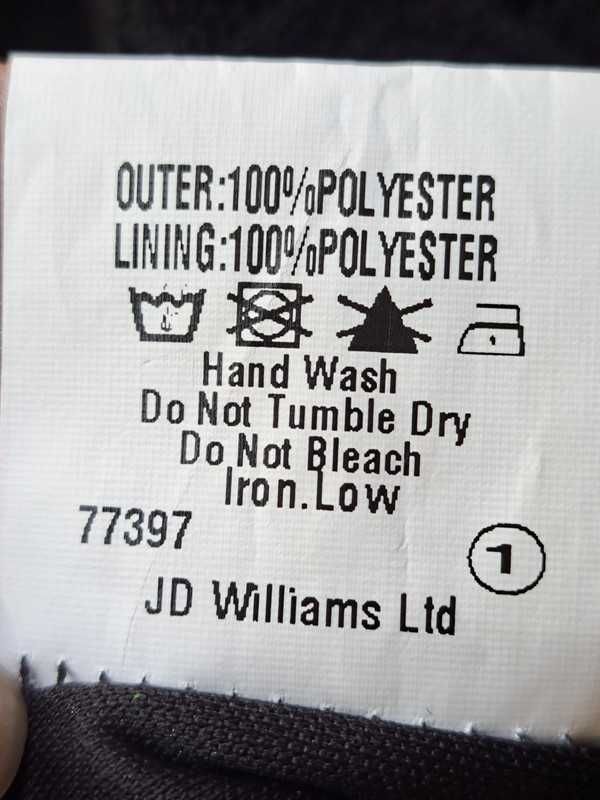 OUTER:100%POLYESTER
LINING:100%POLYESTER
Hand Wash
Do Not Tumble Dry
Do Not Bleach
Iron.Low
77397
1
JD Williams Ltd